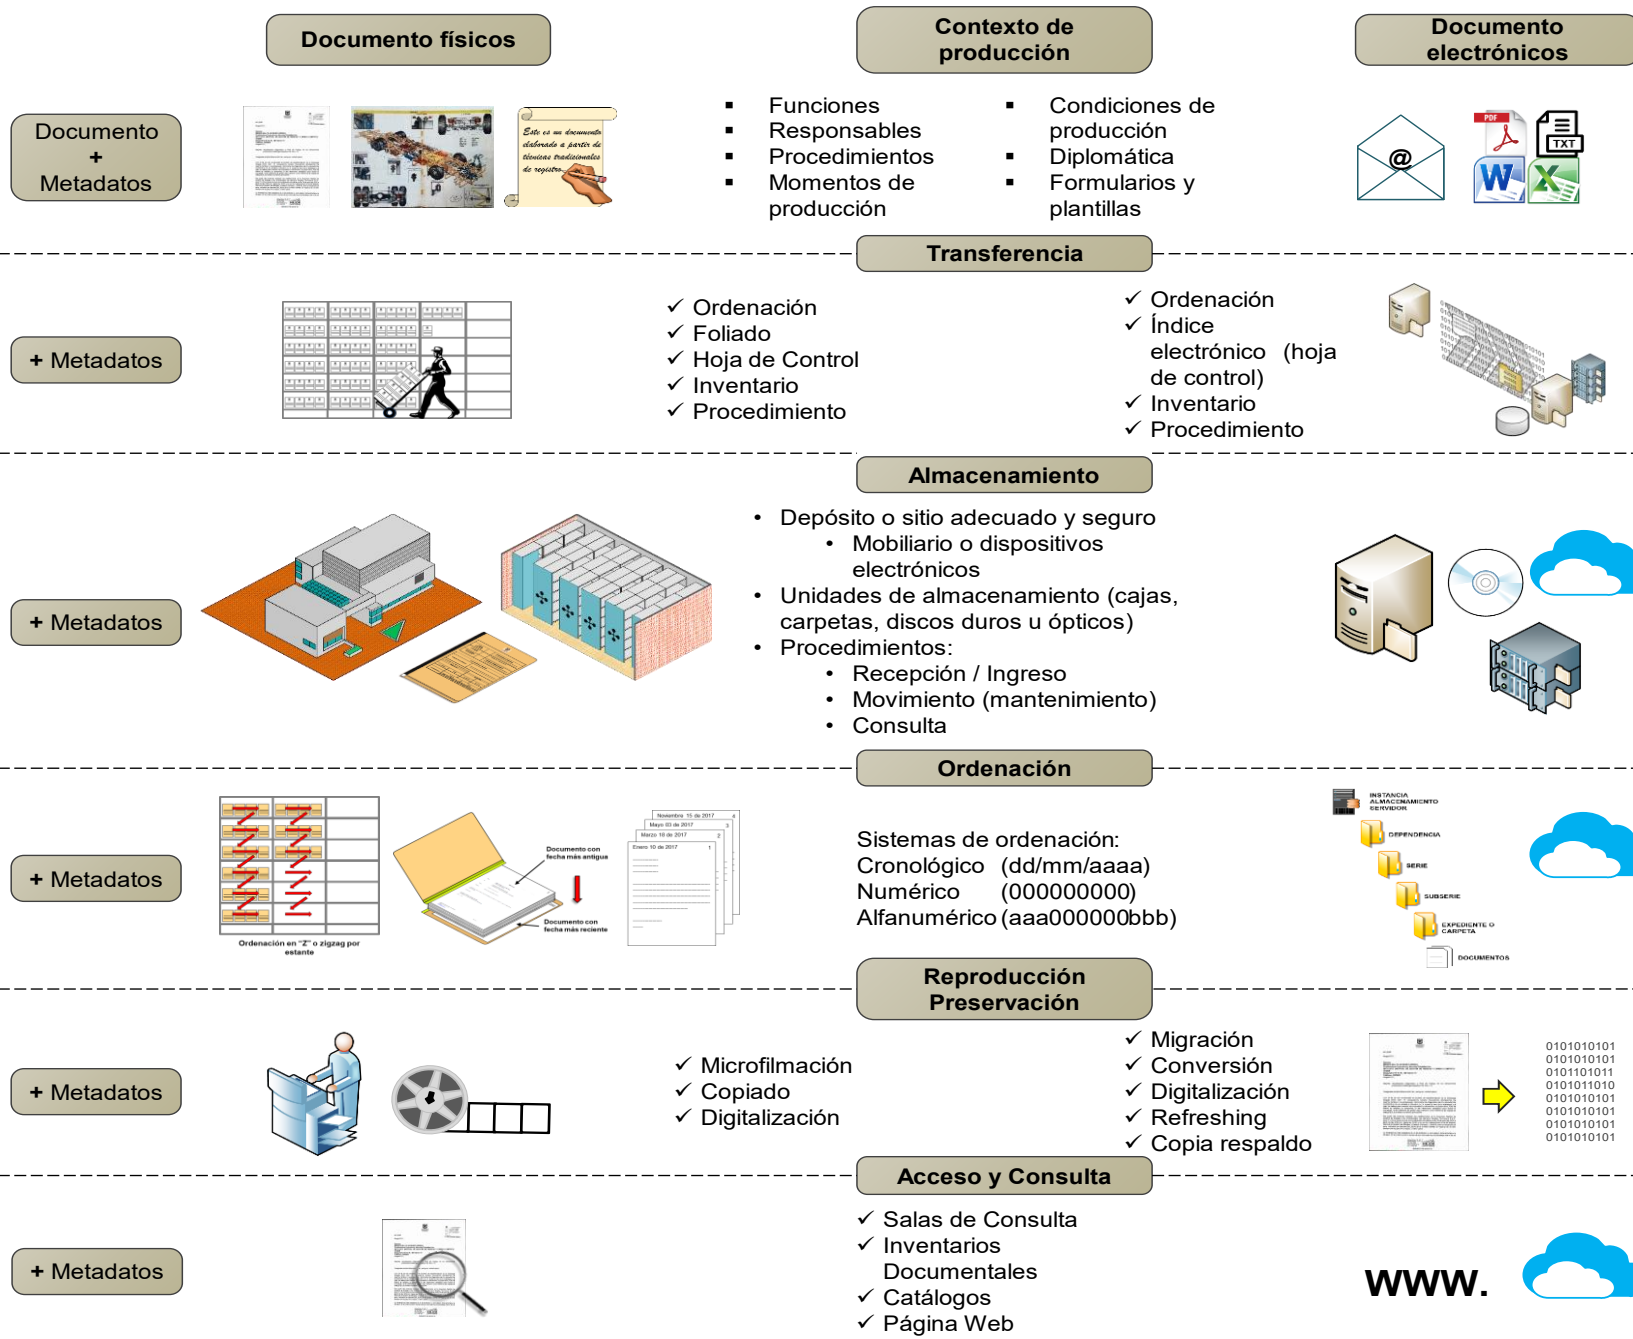 Documento físicos
Contexto de
producción
Documento
electrónicos
Documento
+
Metadatos
Este es un documento
elaborado a partir de
técnicas tradicionales
de registro
▪ Funciones
▪ Responsables
▪ Procedimientos
▪ Momentos de
producción
▪ Condiciones de
producción
▪ Diplomática
▪ Formularios y
plantillas
@
PDF
TXT
W
X
Transferencia
+ Metadatos
✓ Ordenación
✓ Foliado
✓ Hoja de Control
✓ Inventario
✓ Procedimiento
✓ Ordenación
✓ Índice
electrónico (hoja
de control)
✓ Inventario
✓ Procedimiento
Almacenamiento
+ Metadatos
• Depósito o sitio adecuado y seguro
• Mobiliario o dispositivos
electrónicos
• Unidades de almacenamiento (cajas,
carpetas, discos duros u ópticos)
• Procedimientos:
• Recepción / Ingreso
• Movimiento (mantenimiento)
• Consulta
Ordenación
+ Metadatos
Ordenación en "Z" o zigzag por
estante
Documento con
fecha más antigua
Documento con
fecha más reciente
Noviembre 15 de 2017 4
Mayo 03 de 2017 3
Marzo 18 de 2017 2
Enero 10 de 2017 1
Sistemas de ordenación:
Cronológico (dd/mm/aaaa)
Numérico (000000000)
Alfanumérico (aaa000000bbb)
INSTANCIA
ALMACENAMIENTO
SERVIDOR
DEPENDENCIA
SERIE
SUBSERIE
EXPEDIENTE O
CARPETA
DOCUMENTOS
Reproducción
Preservación
+ Metadatos
✓ Microfilmación
✓ Copiado
✓ Digitalización
✓ Migración
✓ Conversión
✓ Digitalización
✓ Refreshing
✓ Copia respaldo
0101010101
0101010101
0101101011
0101011010
0101010101
0101010101
0101010101
0101010101
Acceso y Consulta
+ Metadatos
✓ Salas de Consulta
✓ Inventarios
Documentales
✓ Catálogos
✓ Página Web
www.